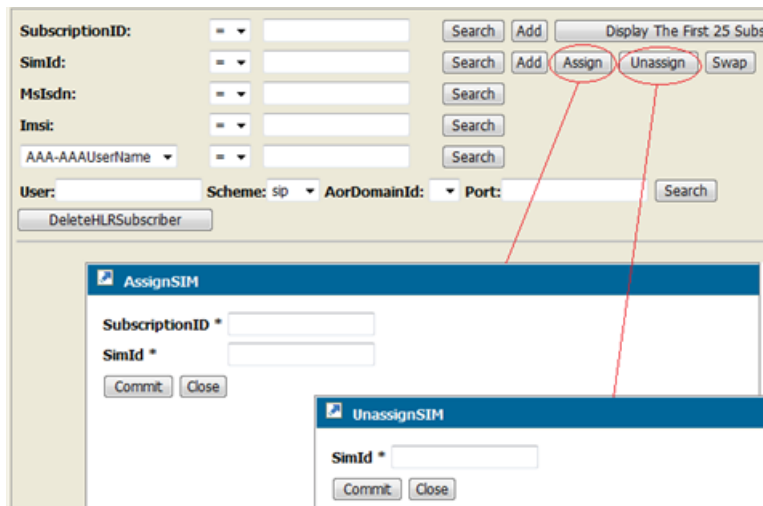 SubscriptionID: = Search Add Display The First 25 Subs
SimId: = Search Add Assign Unassign Swap
MsIsdn: = Search
Imsi: = Search
AAA-AAAUserName = Search
User: Scheme: sip AorDomainId: Port: Search
DeleteHLRSubscriber
AssignSIM
SubscriptionID *
SimId *
Commit Close
UnassignSIM
SimId *
Commit Close